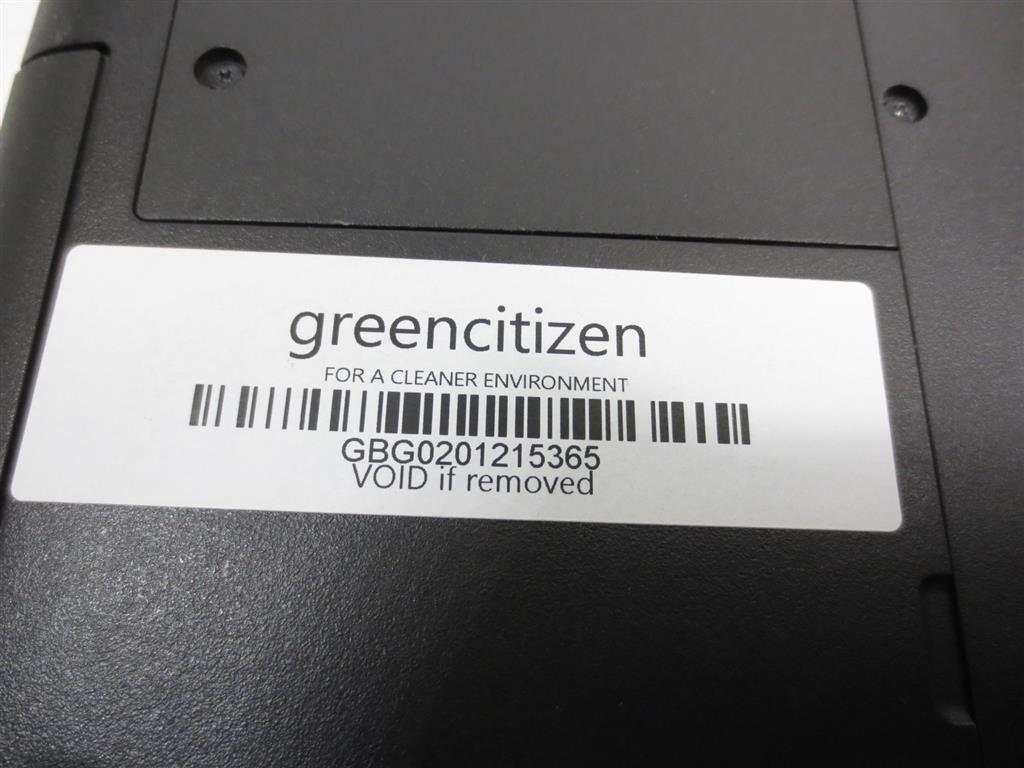 greencitizen
FOR A CLEANER ENVIRONMENT
GBG0201215365
VOID if removed